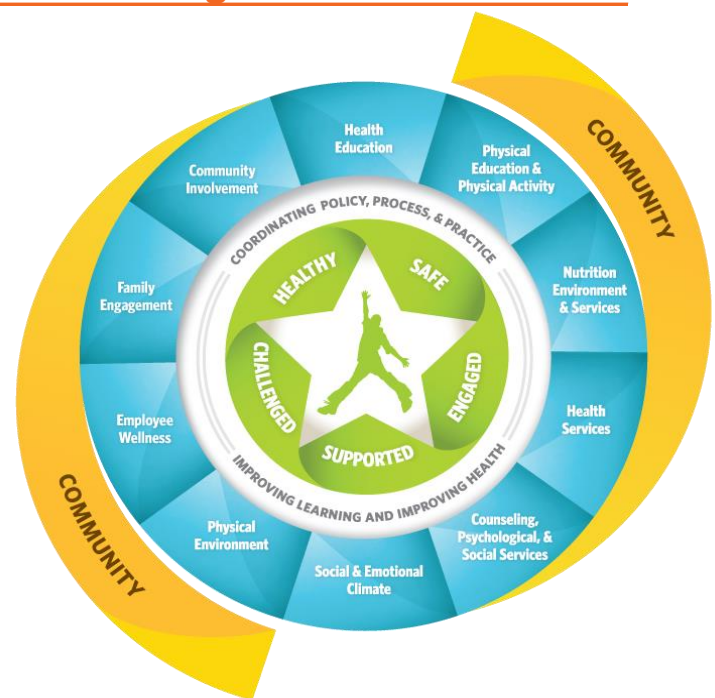 COMMUNITY
Health
Education
Physical
Education &
Physical Activity
Nutrition
Environment
& Services
Health
Services
Counseling,
Psychological, &
Social Services
Social & Emotional
Climate
Physical
Environment
Employee
Wellness
Family
Engagement
Community
Involvement
COORDINATING POLICY, PROCESS, & PRACTICE
IMPROVING LEARNING AND IMPROVING HEALTH
HEALTHY
SAFE
ENGAGED
SUPPORTED
CHALLENGED
COMMUNITY